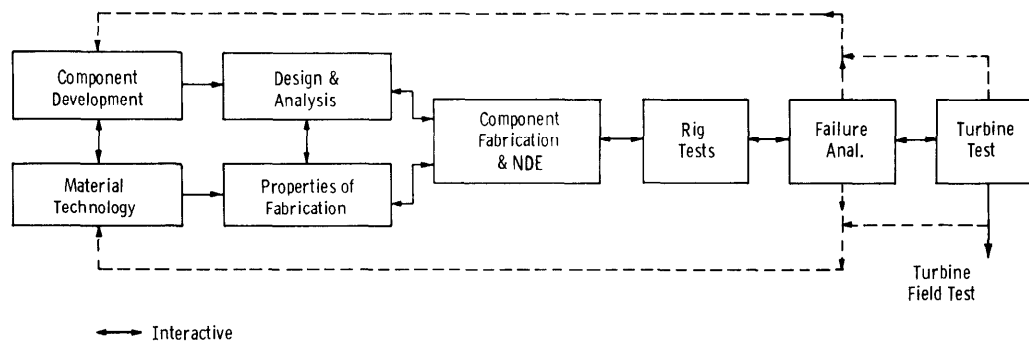 Component
Development
Design &
Analysis
Component
Fabrication
& NDE
Rig
Tests
Failure
Anal.
Turbine
Test
Material
Technology
Properties of
Fabrication
Turbine
Field Test
Interactive